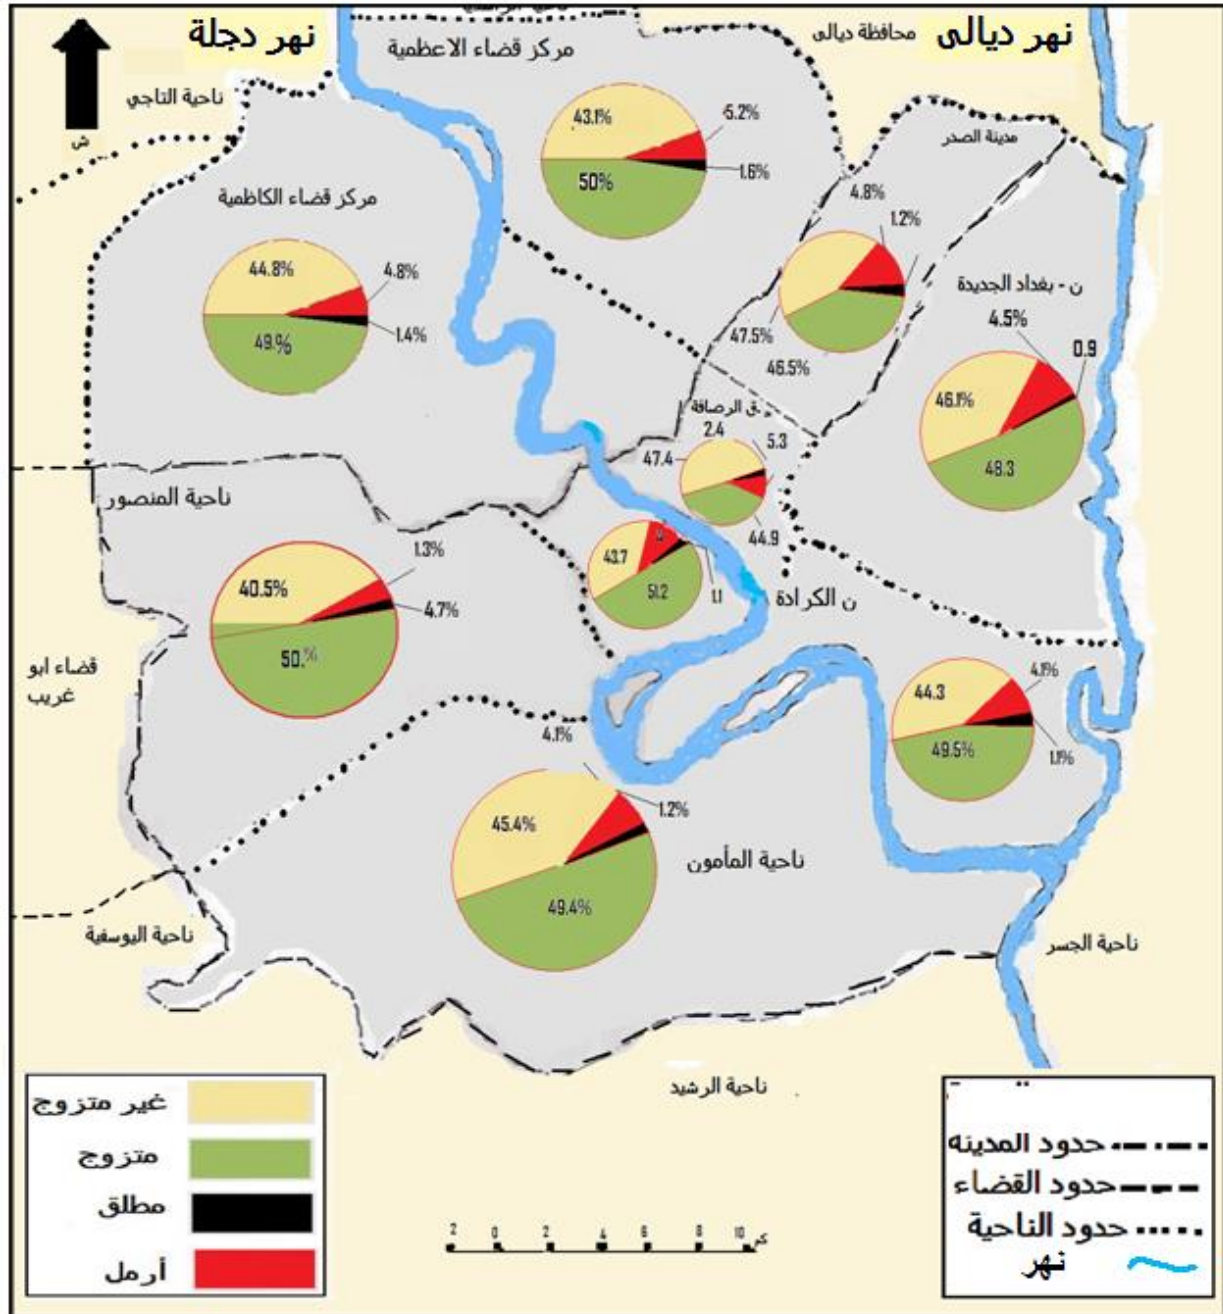 ناحية الراشدية
نهر دجلة
نهر ديالى
محافظة ديالى
مركز قضاء الاعظمية
ناحية التاجي
ش
مدينة الصدر
43.1%
5.2%
50%
1.6%
مركز قضاء الكاظمية
44.8%
4.8%
49.%
1.4%
4.8%
1.2%
47.5%
46.5%
ن - بغداد الجديدة
4.5%
0.9
46.1%
48.3
ق الرصافة
2.4
5.3
47.4
44.9
ناحية المنصور
1.3%
40.5%
4.7%
50.%
43.7
4
51.2
1.1
ن الكرادة
قضاء ابو
غريب
44.3
4.1%
49.5%
1.1%
4.1%
1.2%
45.4%
49.4%
ناحية المأمون
ناحية اليوسفية
ناحية الجسر
ناحية الرشيد
غير متزوج
متزوج
مطلق
أرمل
2 0 2 4 6 8 10 كم
حدود المدينه
حدود القضاء
حدود الناحية
نهر